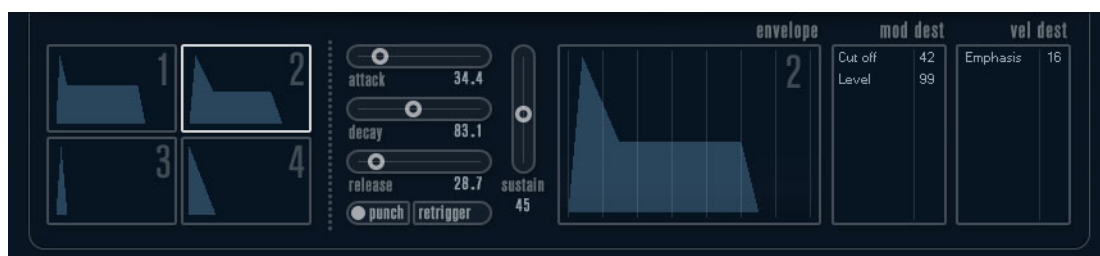 envelope mod dest vel dest
1 2
3 4
attack 34.4
decay 83.1
release 28.7
punch retrigger
sustain
45
2
Cut off 42
Level 99
Emphasis 16